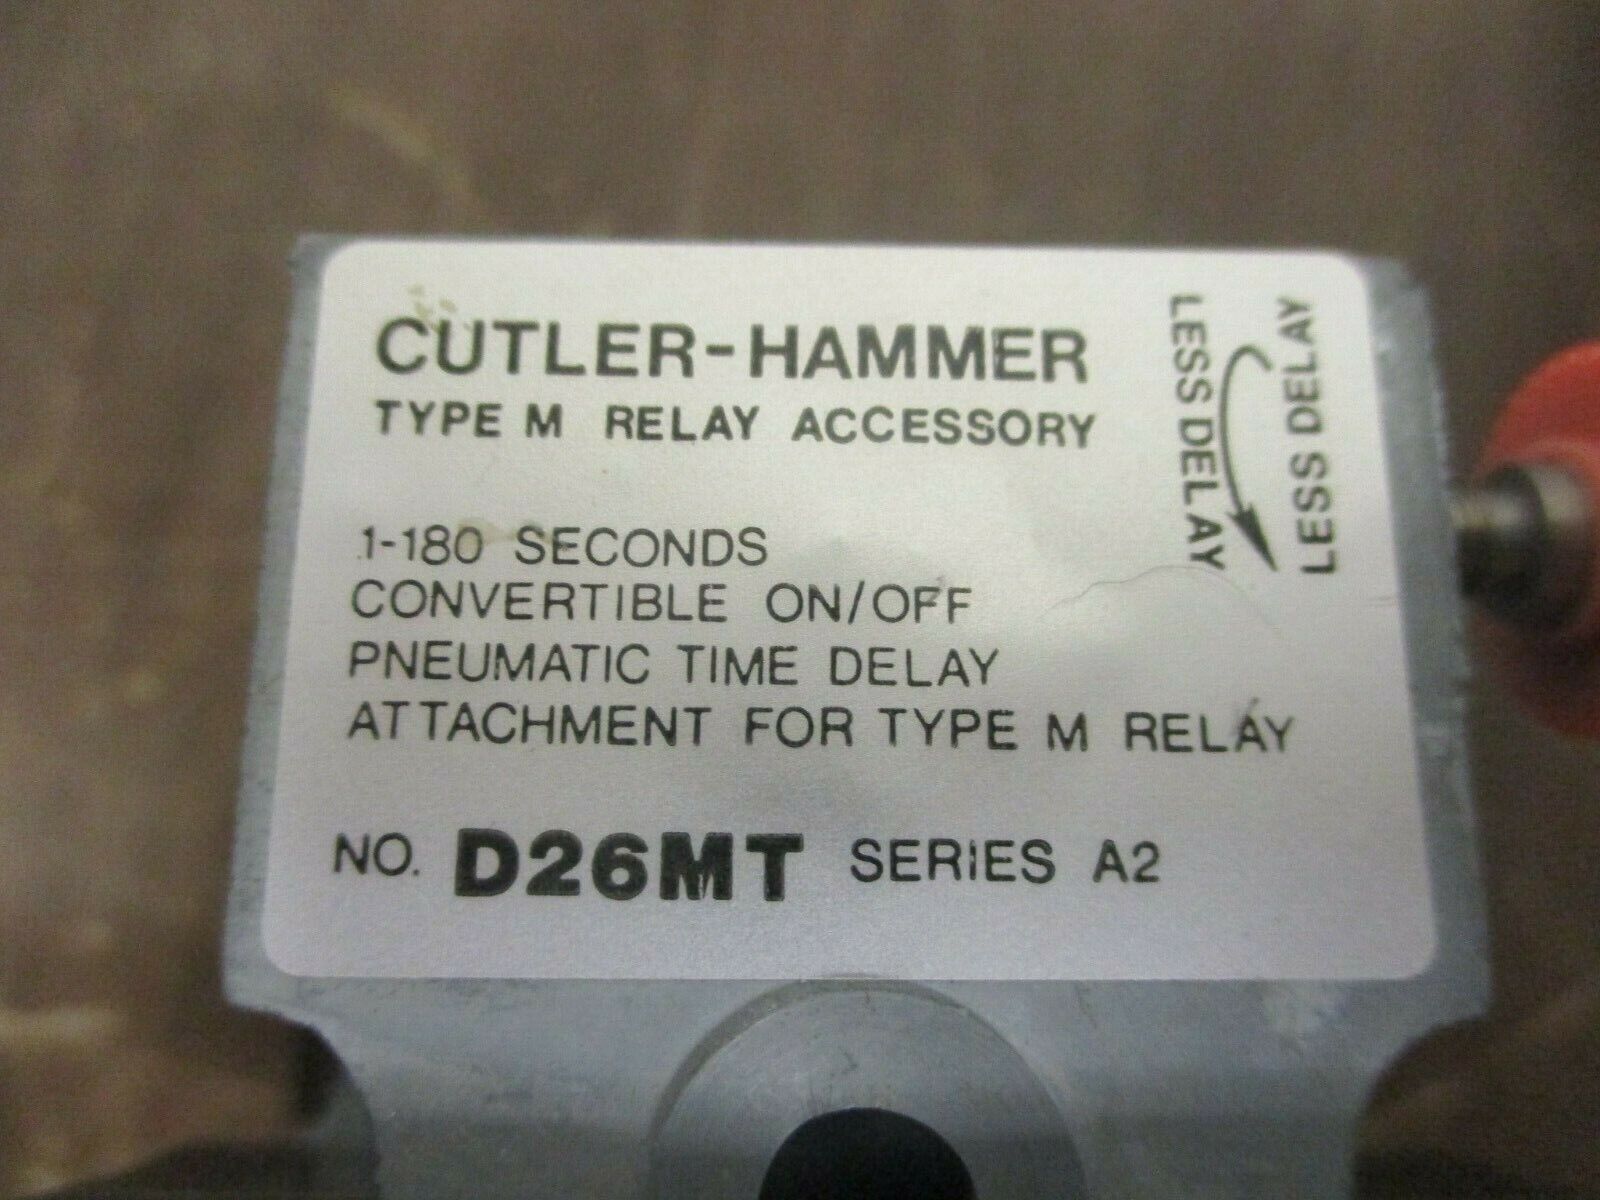 CUTLER-HAMMER
TYPE M RELAY ACCESSORY
LESS DELAY
LESS DELAY
1-180 SECONDS
CONVERTIBLE ON/OFF
PNEUMATIC TIME DELAY
ATTACHMENT FOR TYPE M RELAY
NO. D26MT SERIES A2